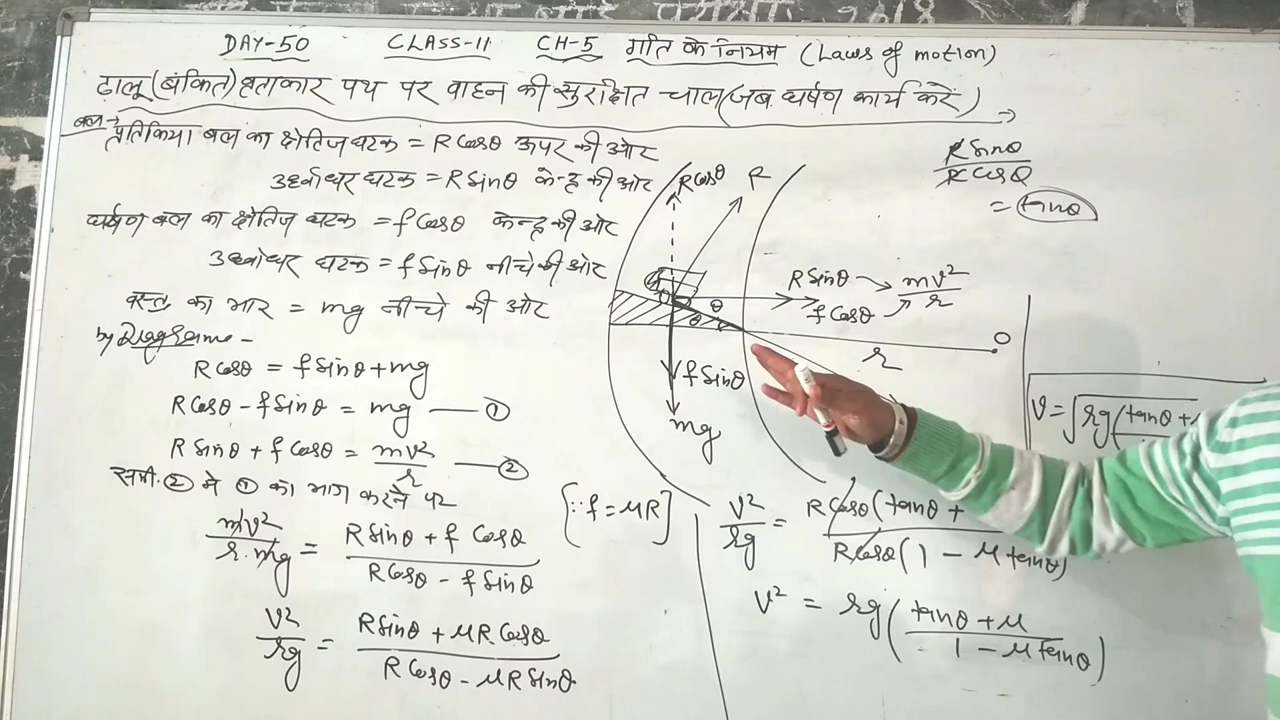 DAY-50 CLASS-11 CH-5 गति के नियम (Laws of motion)
ढालू (बंकित) वृताकार पथ पर वाहन की सुरक्षित चाल (जब घर्षण कार्य करें)
बल→
प्रतिक्रिया बल का क्षैतिज घटक = R Cosθ ऊपर की ओर
उर्ध्वाधर घटक = R Sinθ केन्द्र की ओर
घर्षण बल का क्षैतिज घटक = f Cosθ केन्द्र की ओर
उर्ध्वाधर घटक = f Sinθ नीचे की ओर
वस्तु का भार = mg नीच्चे की ओर
by
R Cosθ = f Sinθ + mg
R Cosθ - f Sinθ = mg — ①
R Sinθ + f Cosθ = mv²/r — ②
समी. ② मे ① का भाग करने पर
mv²/r.mg = R Sinθ + f Cosθ / R Cosθ - f Sinθ
v²/rg = R Sinθ + μR Cosθ / R Cosθ - μR Sinθ
{∵ f = μR]
R Cosθ
R
R Sinθ → mv²/r
f Cosθ
θ
θ
O
r
f Sinθ
mg
R Sinθ / R Cosθ
= tanθ
v = √rg(tanθ +
v²/rg = R Cosθ (tanθ + / R Cosθ (1 - μ tanθ)
v² = rg (tanθ + μ / 1 - μ tanθ)